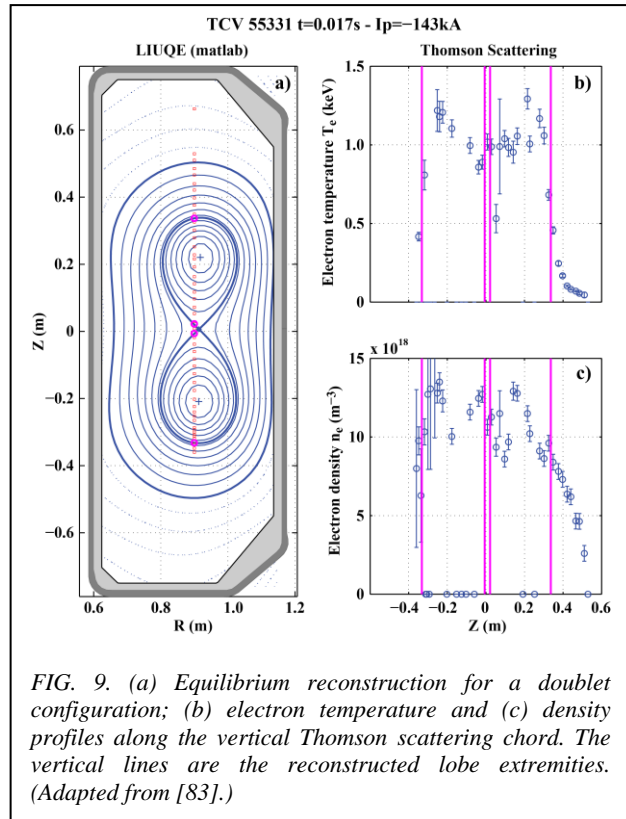 TCV 55331 t=0.017s - Ip=−143kA
LIUQE (matlab)
a)
0.6
0.4
0.2
0
−0.2
−0.4
−0.6
Z (m)
0.6
0.8
1.0
1.2
R (m)
Thomson Scattering
b)
1.5
1.0
0.5
0.0
Electron temperature T_e (keV)
x 10^18
c)
15
10
5
0
Electron density n_e (m^-3)
−0.4
−0.2
0
0.2
0.4
0.6
Z (m)
FIG. 9. (a) Equilibrium reconstruction for a doublet
configuration; (b) electron temperature and (c) density
profiles along the vertical Thomson scattering chord. The
vertical lines are the reconstructed lobe extremities.
(Adapted from [83].)